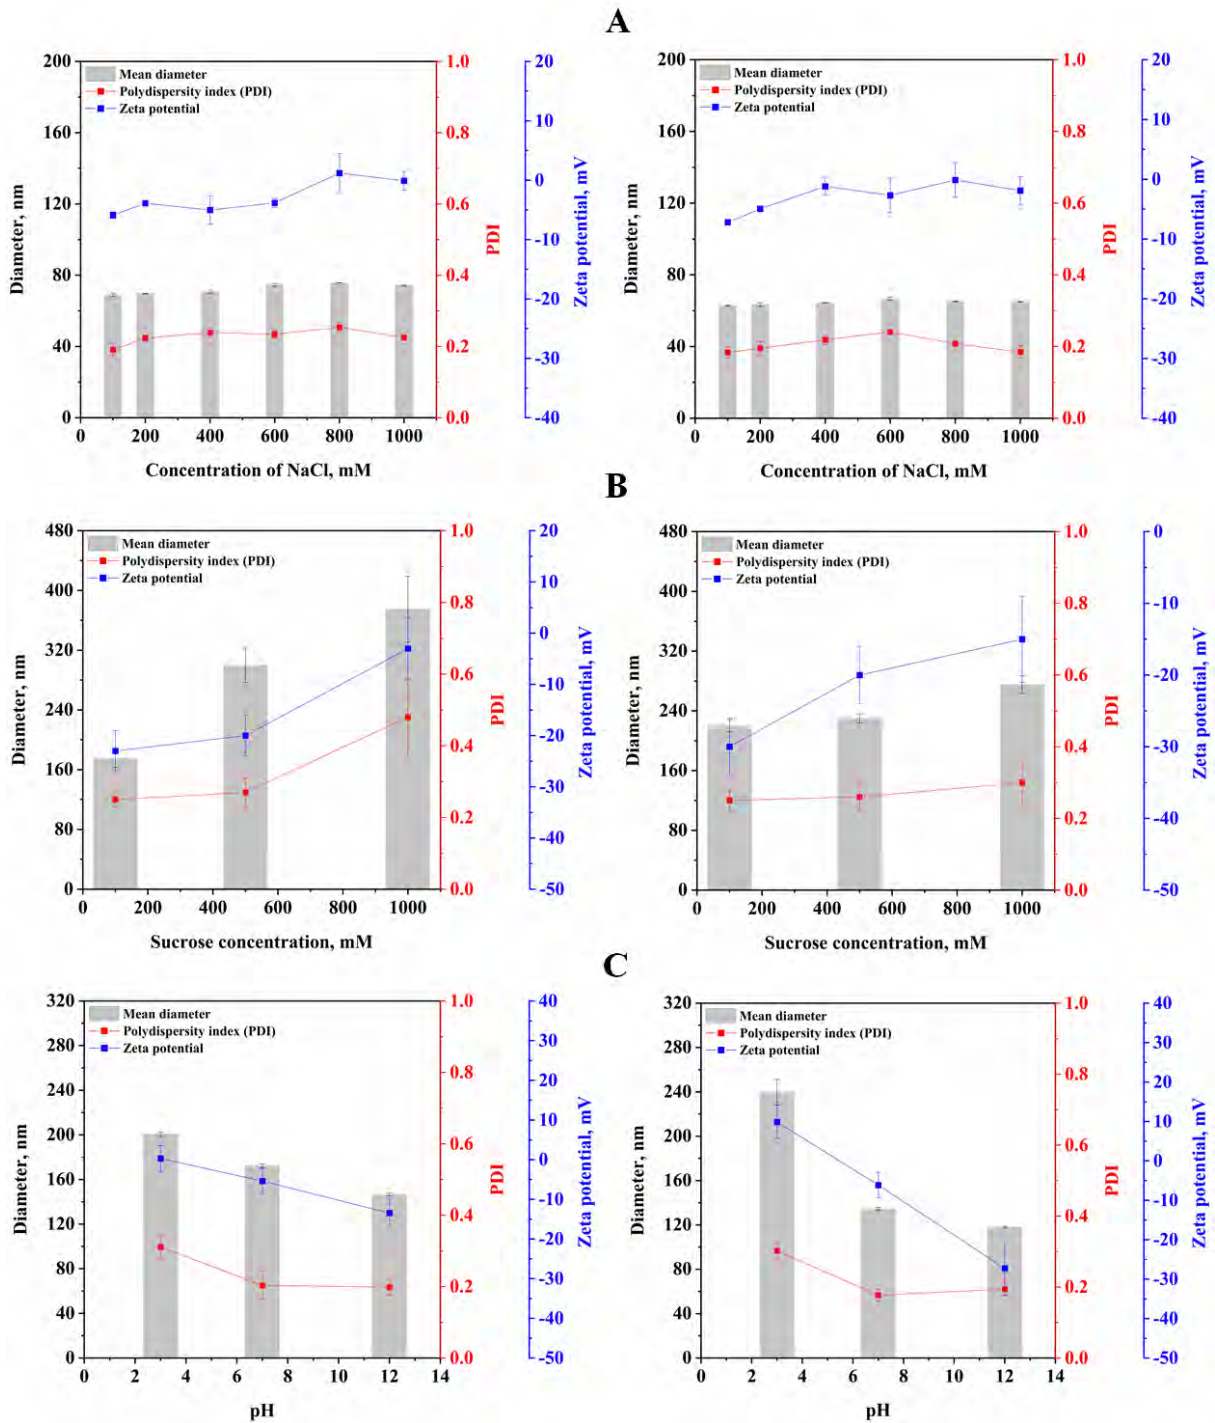 A
Mean diameter
Polydispersity index (PDI)
Zeta potential
Diameter, nm
200
160
120
80
40
0
1.0
0.8
0.6
0.4
0.2
0.0
PDI
20
10
0
-10
-20
-30
-40
Zeta potential, mV
0 200 400 600 800 1000
Concentration of NaCl, mM
Mean diameter
Polydispersity index (PDI)
Zeta potential
Diameter, nm
200
160
120
80
40
0
1.0
0.8
0.6
0.4
0.2
0.0
PDI
20
10
0
-10
-20
-30
-40
Zeta potential, mV
0 200 400 600 800 1000
Concentration of NaCl, mM
B
Mean diameter
Polydispersity index (PDI)
Zeta potential
Diameter, nm
480
400
320
240
160
80
0
1.0
0.8
0.6
0.4
0.2
0.0
PDI
20
10
0
-10
-20
-30
-40
-50
Zeta potential, mV
0 200 400 600 800 1000
Sucrose concentration, mM
Mean diameter
Polydispersity index (PDI)
Zeta potential
Diameter, nm
480
400
320
240
160
80
0
1.0
0.8
0.6
0.4
0.2
0.0
PDI
0
-10
-20
-30
-40
-50
Zeta potential, mV
0 200 400 600 800 1000
Sucrose concentration, mM
C
Mean diameter
Polydispersity index (PDI)
Zeta potential
Diameter, nm
320
280
240
200
160
120
80
40
0
1.0
0.8
0.6
0.4
0.2
0.0
PDI
40
30
20
10
0
-10
-20
-30
-40
-50
Zeta potential, mV
0 2 4 6 8 10 12 14
pH
Mean diameter
Polydispersity index (PDI)
Zeta potential
Diameter, nm
320
280
240
200
160
120
80
40
0
1.0
0.8
0.6
0.4
0.2
0.0
PDI
40
30
20
10
0
-10
-20
-30
-40
-50
Zeta potential, mV
0 2 4 6 8 10 12 14
pH